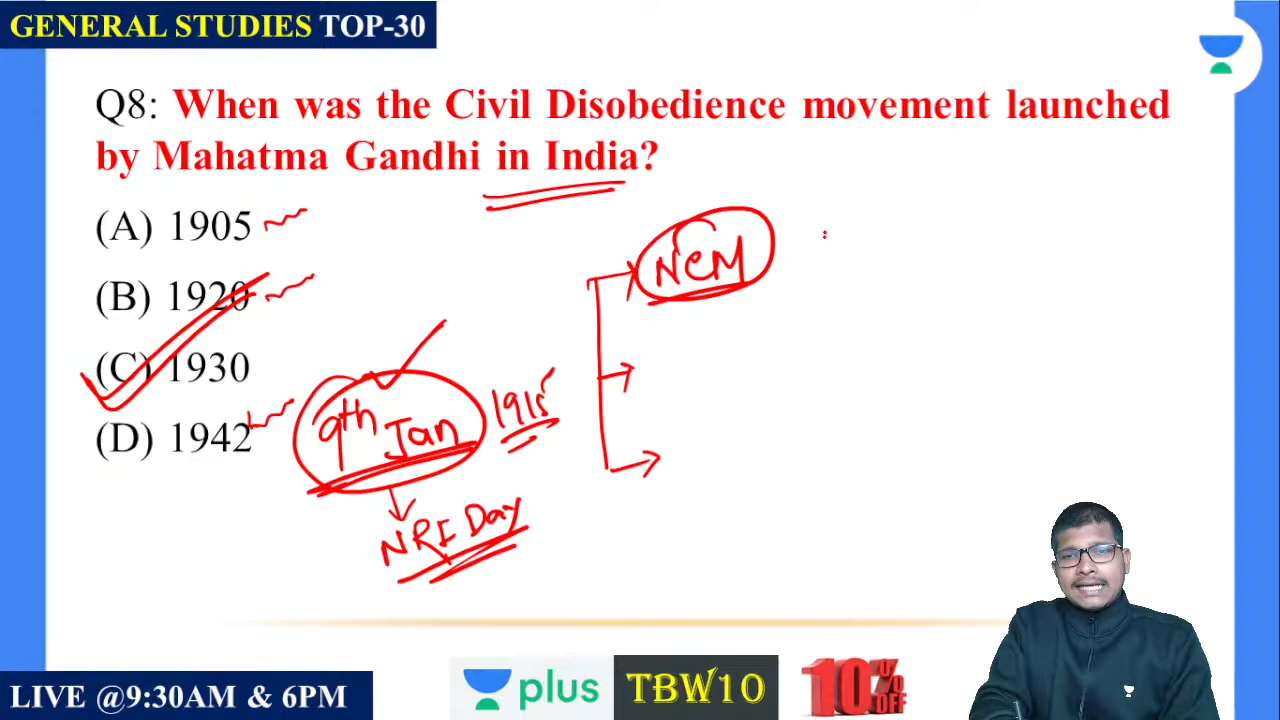 GENERAL STUDIES TOP-30
Q8: When was the Civil Disobedience movement launched
by Mahatma Gandhi in India?
(A) 1905
(B) 1920
(C) 1930
(D) 1942
NCM
9th Jan
1915
NRI Day
LIVE @9:30AM & 6PM
plus
TBW10
10% OFF